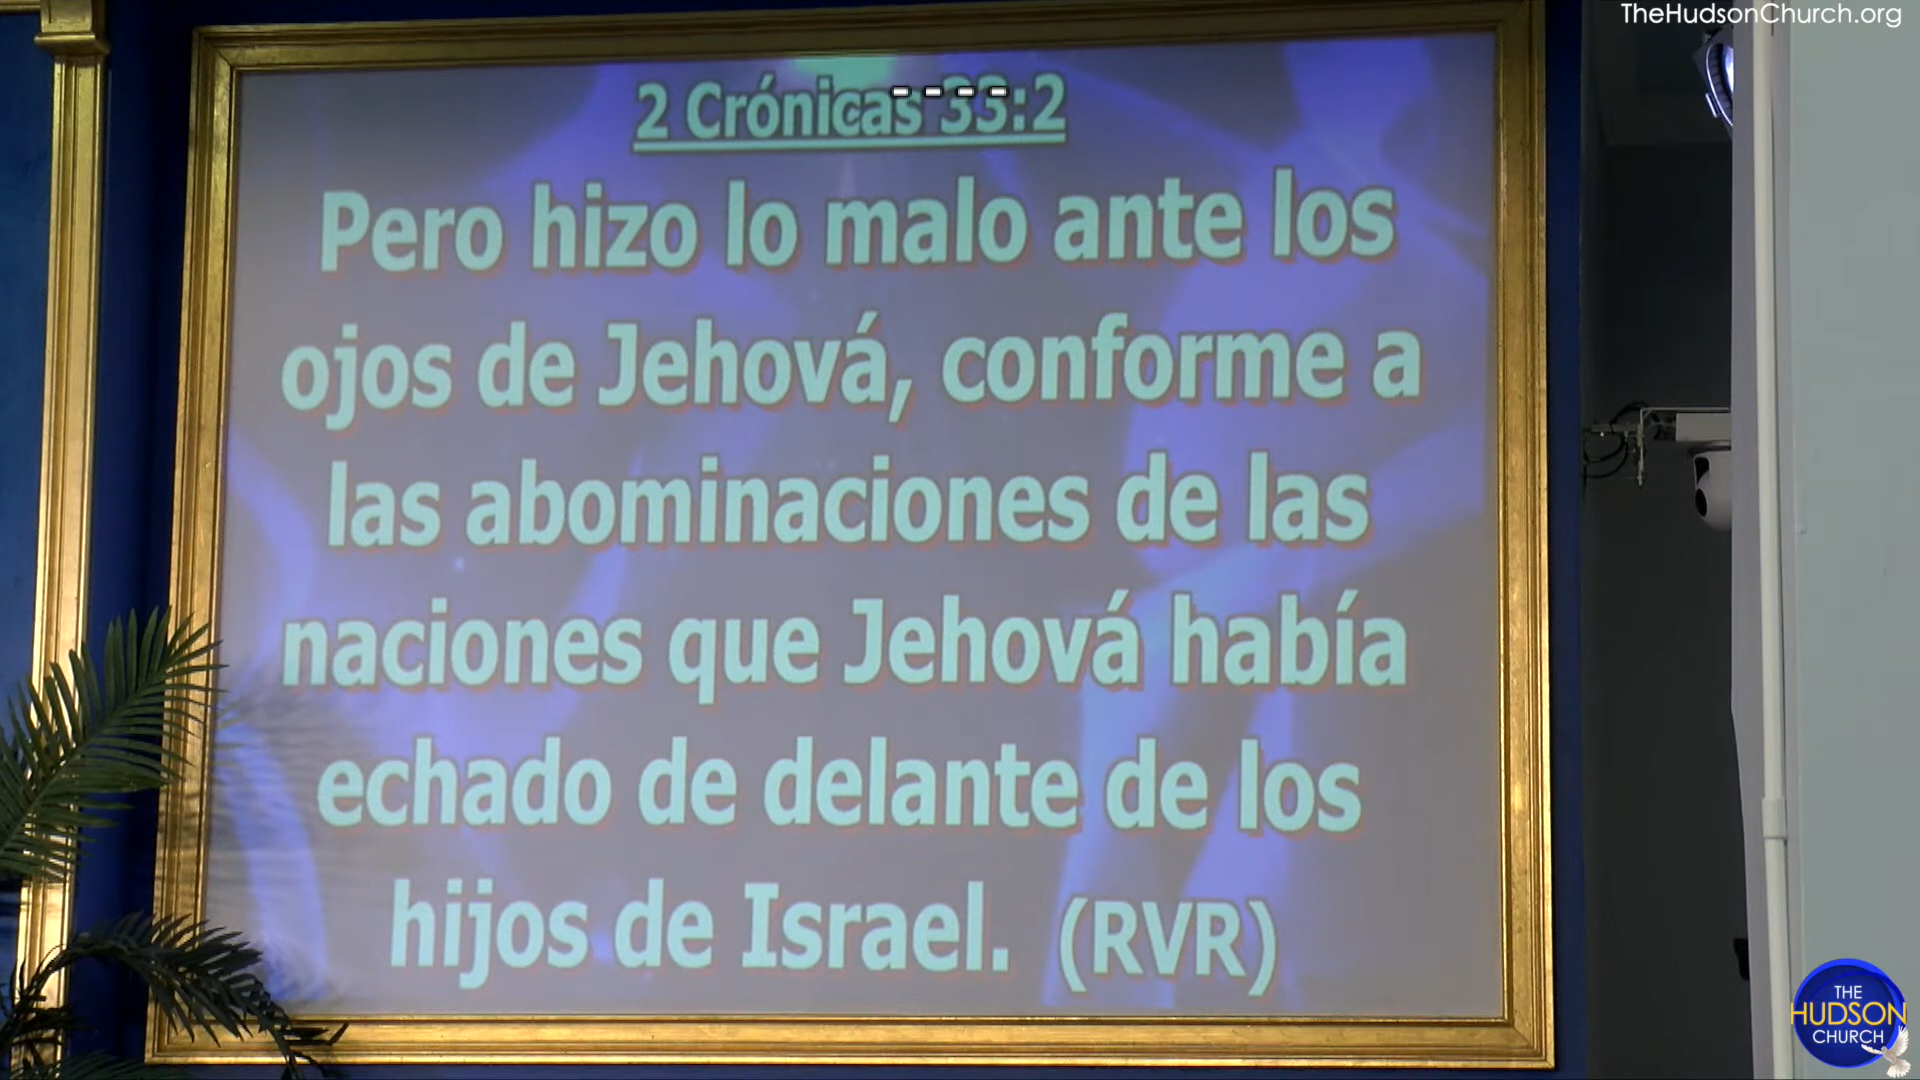 TheHudsonChurch.org
2 Crónicas 33:2
Pero hizo lo malo ante los
ojos de Jehová, conforme a
las abominaciones de las
naciones que Jehová había
echado de delante de los
hijos de Israel. (RVR)
THE
HUDSON
CHURCH